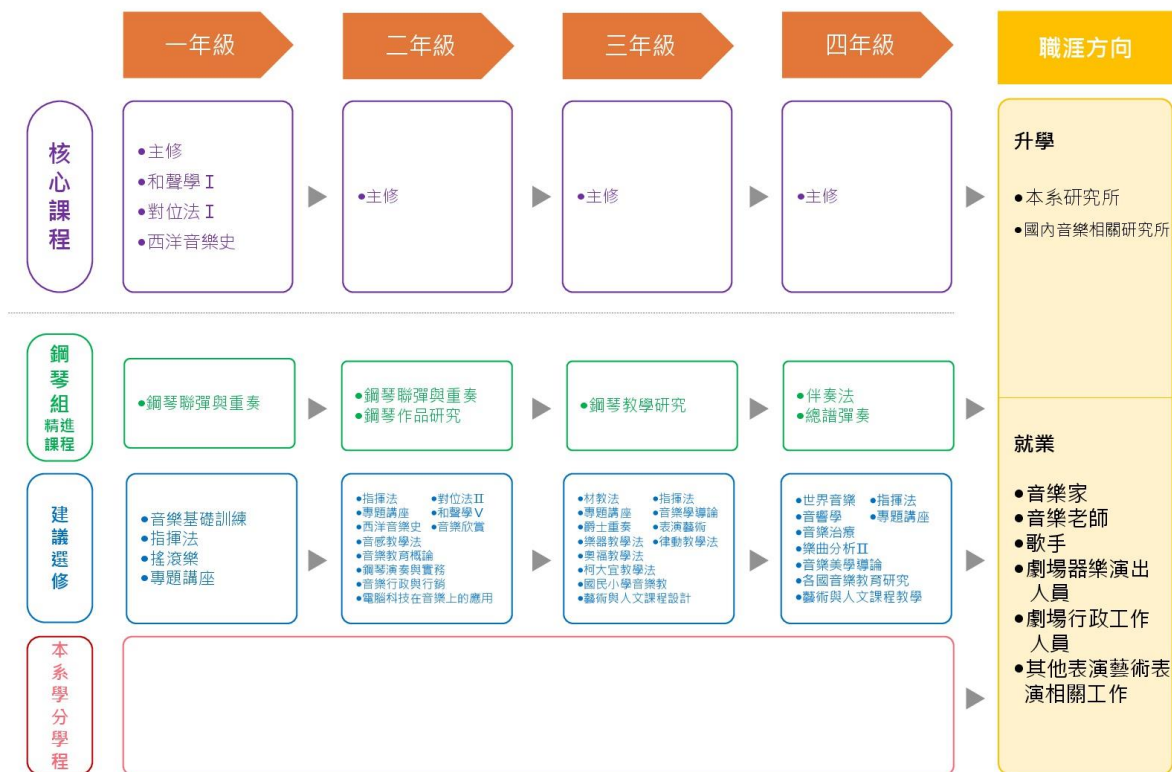 一年級
二年級
三年級
四年級
職涯方向
核心課程
●主修
●和聲學Ⅰ
●對位法Ⅰ
●西洋音樂史
●主修
●主修
●主修
升學
●本系研究所
●國內音樂相關研究所
鋼琴組
精進
課程
●鋼琴聯彈與重奏
●鋼琴聯彈與重奏
●鋼琴作品研究
●鋼琴教學研究
●伴奏法
●總譜彈奏
建議選修
●音樂基礎訓練
●指揮法
●搖滾樂
●專題講座
●指揮法 ●對位法Ⅱ
●專題講座 ●和聲學Ⅴ
●西洋音樂史 ●音樂欣賞
●音感教學法
●音樂教育概論
●鋼琴演奏與實務
●音樂行政與行銷
●電腦科技在音樂上的應用
●材教法 ●指揮法
●專題講座 ●音樂學導論
●爵士重奏 ●表演藝術
●樂器教學法 ●律動教學法
●奧福教學法
●柯大宜教學法
●國民小學音樂教
●藝術與人文課程設計
●世界音樂 ●指揮法
●音響學 ●專題講座
●音樂治療
●樂曲分析Ⅱ
●音樂美學導論
●各國音樂教育研究
●藝術與人文課程教學
就業
●音樂家
●音樂老師
●歌手
●劇場器樂演出
人員
●劇場行政工作
人員
●其他表演藝術表
演相關工作
本系學分學程